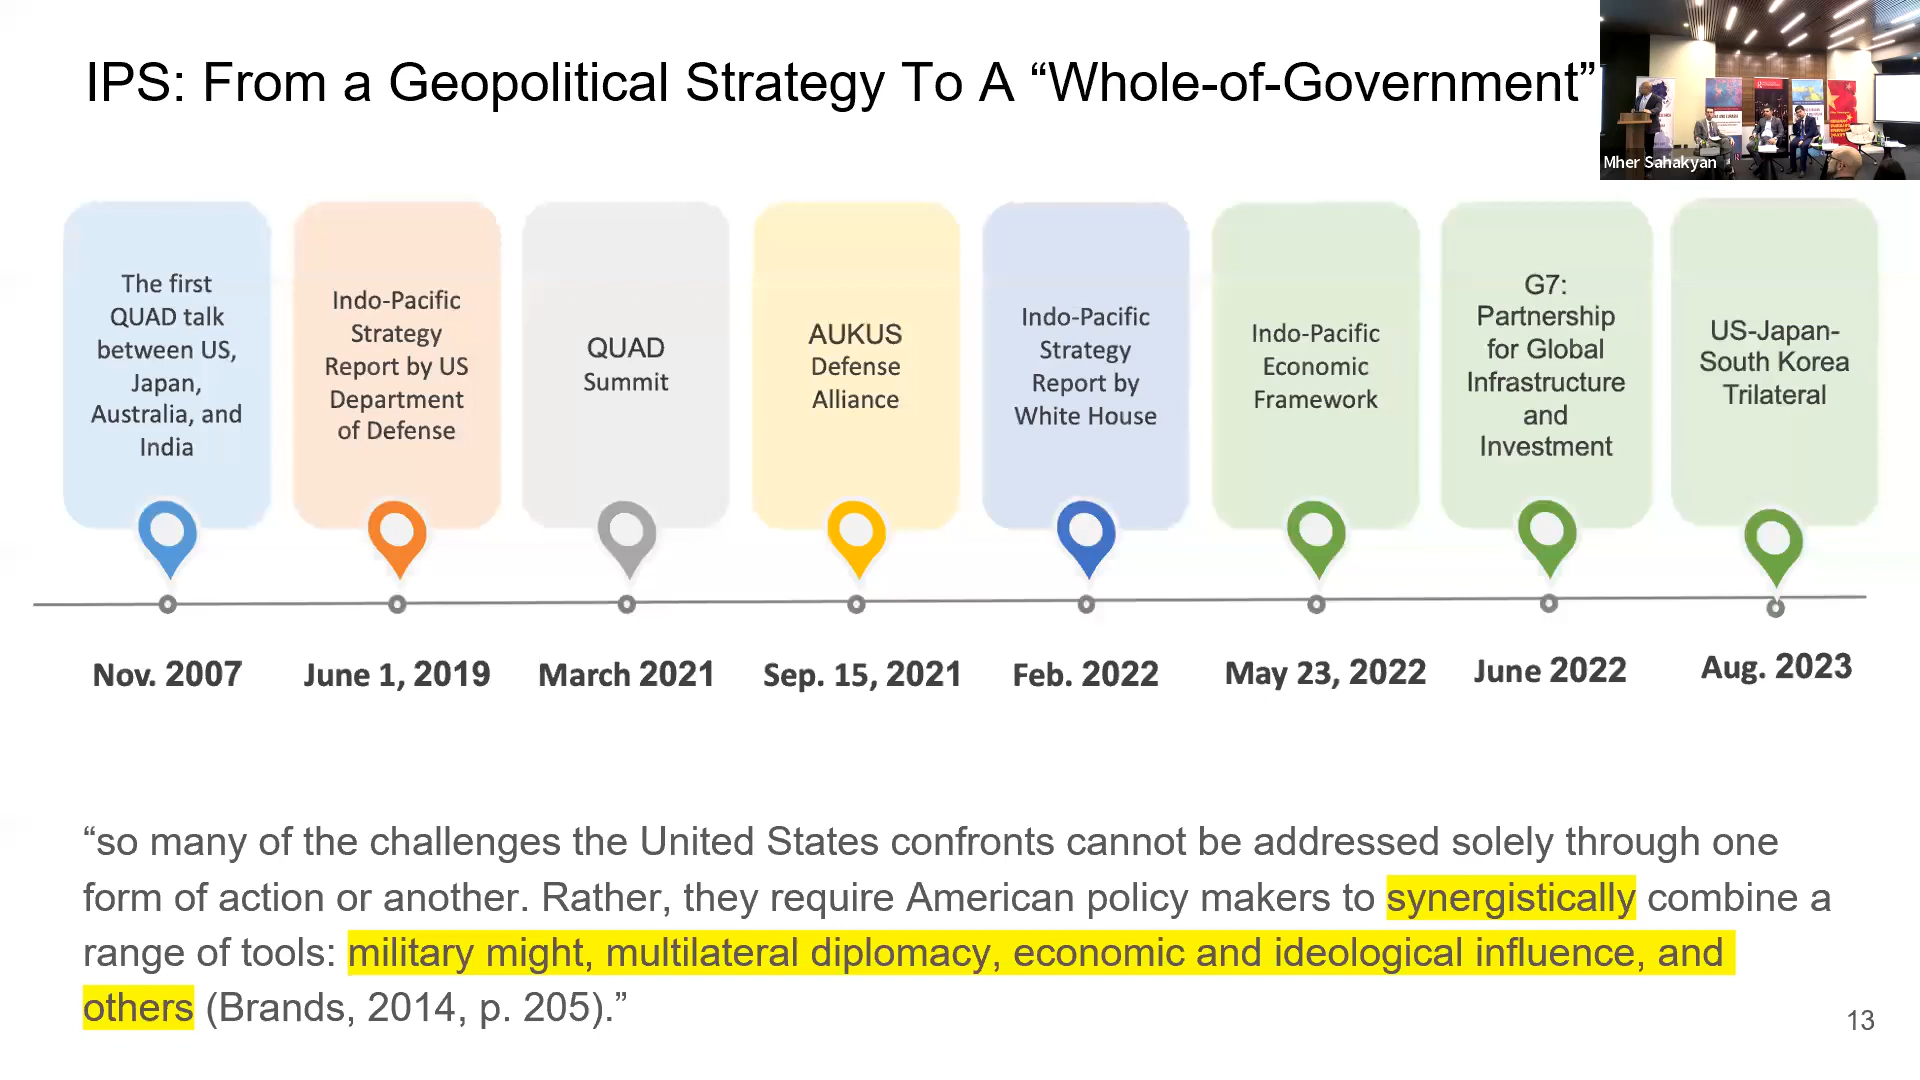 IPS: From a Geopolitical Strategy To A “Whole-of-Government”
Mher Sahakyan
The first
QUAD talk
between US,
Japan,
Australia, and
India
Indo-Pacific
Strategy
Report by US
Department
of Defense
QUAD
Summit
AUKUS
Defense
Alliance
Indo-Pacific
Strategy
Report by
White House
Indo-Pacific
Economic
Framework
G7:
Partnership
for Global
Infrastructure
and
Investment
US-Japan-
South Korea
Trilateral
Nov. 2007
June 1, 2019
March 2021
Sep. 15, 2021
Feb. 2022
May 23, 2022
June 2022
Aug. 2023
“so many of the challenges the United States confronts cannot be addressed solely through one
form of action or another. Rather, they require American policy makers to synergistically combine a
range of tools: military might, multilateral diplomacy, economic and ideological influence, and
others (Brands, 2014, p. 205).”
13